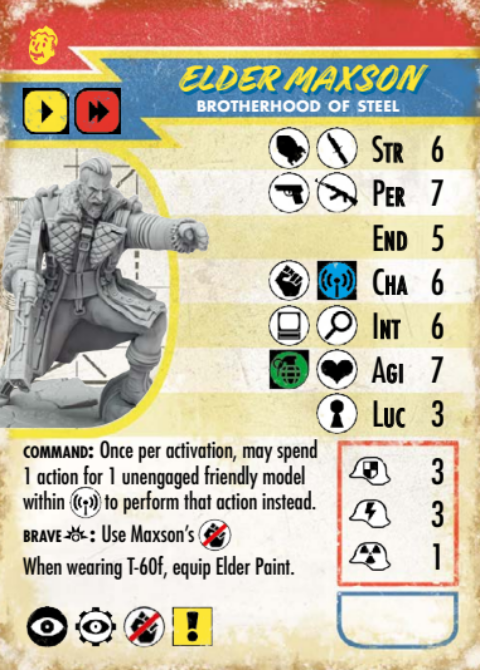 ELDER MAXSON
BROTHERHOOD OF STEEL
STR 6
PER 7
END 5
CHA 6
INT 6
AGI 7
LUC 3
COMMAND: Once per activation, may spend
1 action for 1 unengaged friendly model
within to perform that action instead.
BRAVE : Use Maxson's
When wearing T-60f, equip Elder Paint.
3
3
1
!